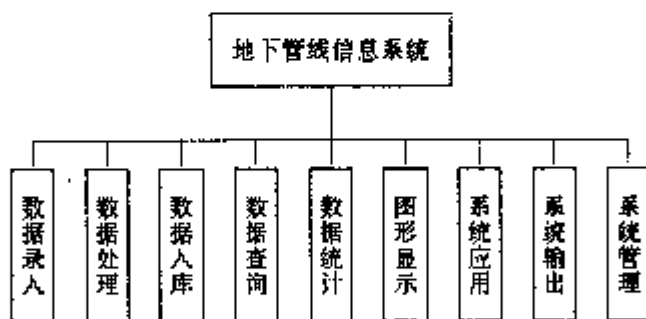 地下管线信息系统
数据录入
数据处理
数据入库
数据查询
数据统计
图形显示
系统应用
系统输出
系统管理